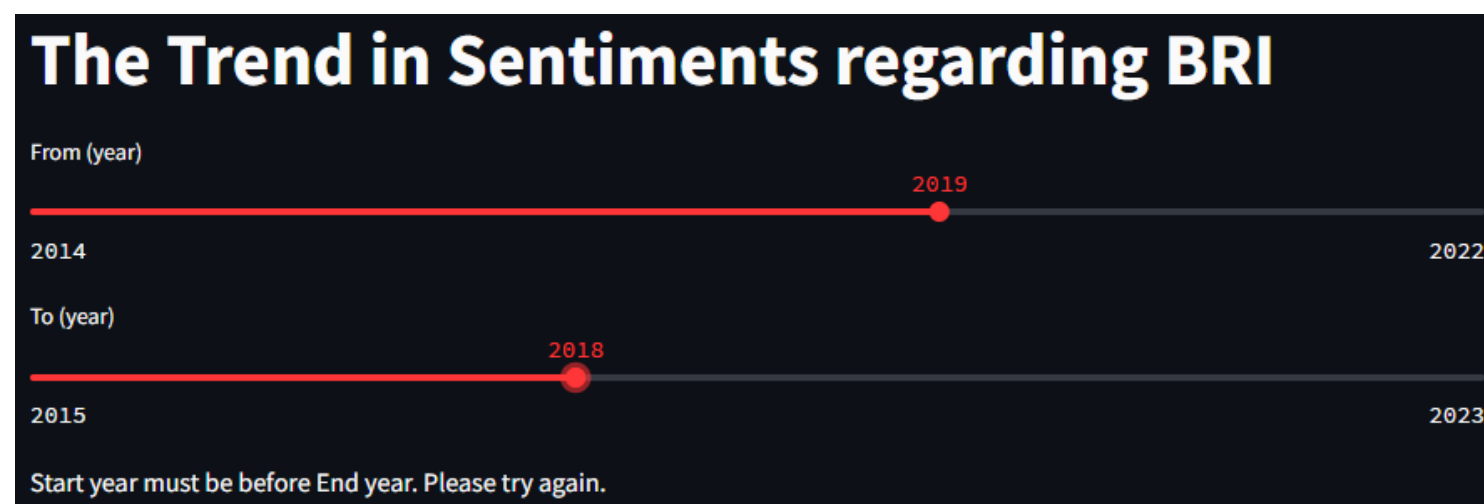 The Trend in Sentiments regarding BRI
From (year)
2019
2014 2022
To (year)
2018
2015 2023
Start year must be before End year. Please try again.